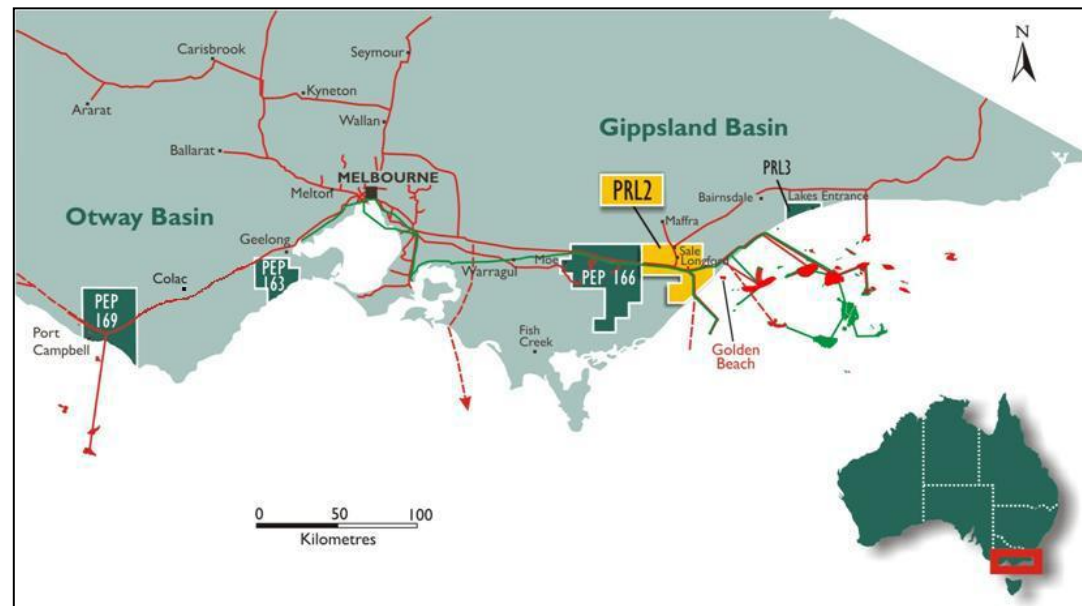 Carisbrook
Seymour
N
Ararat
Kyneton
Wallan
Gippsland Basin
Ballarat
MELBOURNE
Melton
PRL2
PRL3
Bairnsdale
Lakes Entrance
Otway Basin
Maffra
Geelong
Sale
Longford
Moe
Warragul
PEP
163
PEP 166
Colac
PEP
169
Port
Campbell
Fish
Creek
Golden
Beach
0 50 100
Kilometres